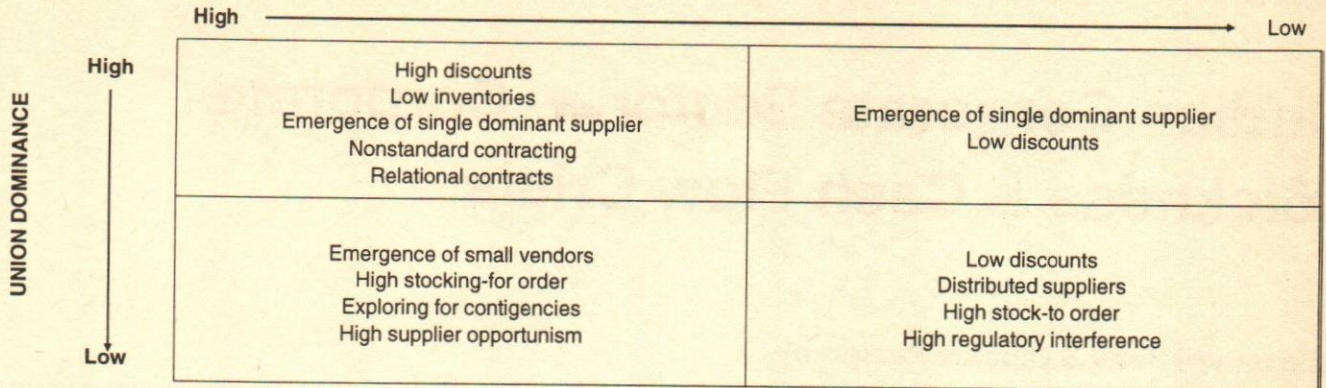 High
Low
High
UNION DOMINANCE
Low
High discounts
Low inventories
Emergence of single dominant supplier
Nonstandard contracting
Relational contracts
Emergence of single dominant supplier
Low discounts
Emergence of small vendors
High stocking-for order
Exploring for contigencies
High supplier opportunism
Low discounts
Distributed suppliers
High stock-to order
High regulatory interference